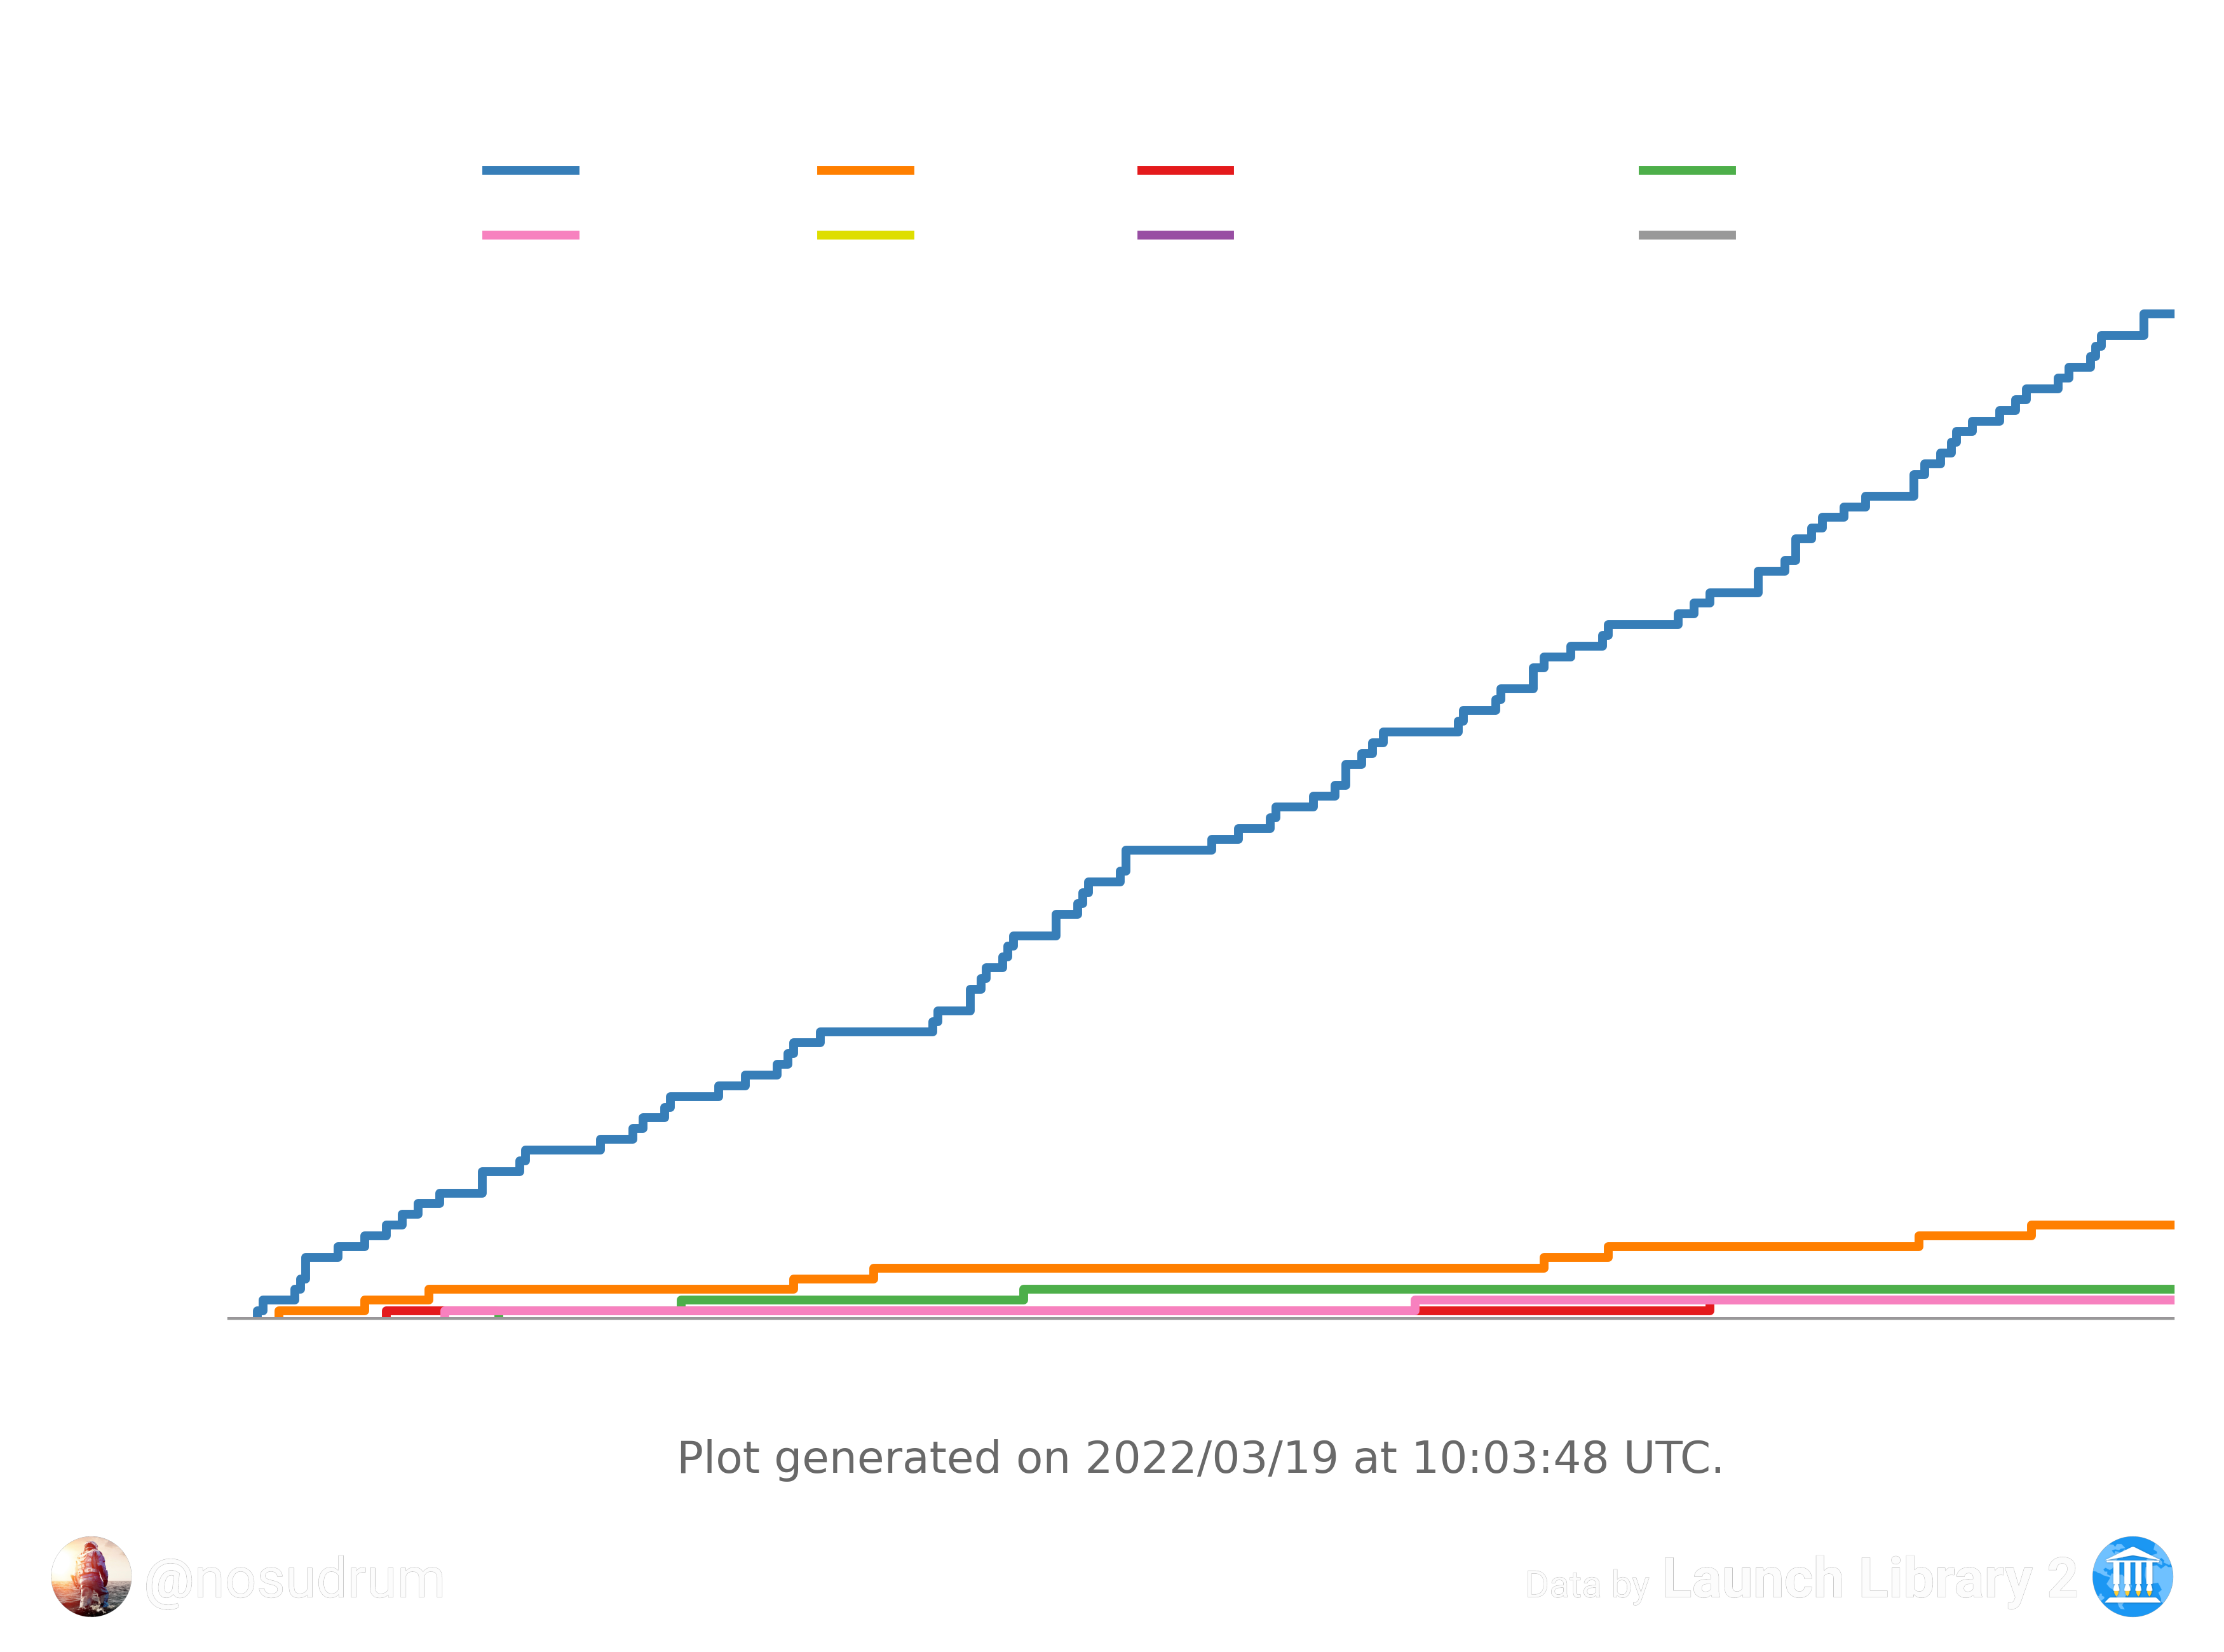 Plot generated on 2022/03/19 at 10:03:48 UTC.
@nosudrum
Data by Launch Library 2